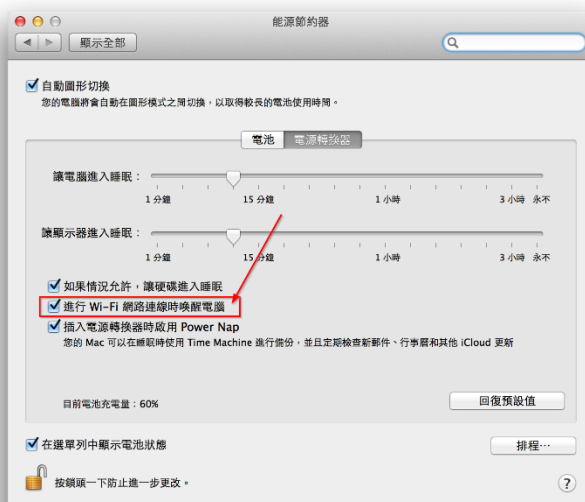 能源節約器
顯示全部
自動圖形切換
您的電腦將會自動在圖形模式之間切換，以取得較長的電池使用時間。
電池 電源轉換器
讓電腦進入睡眠：
1 分鐘 15 分鐘 1 小時 3 小時 永不
讓顯示器進入睡眠：
1 分鐘 15 分鐘 1 小時 3 小時 永不
如果情況允許，讓硬碟進入睡眠
進行 Wi-Fi 網路連線時喚醒電腦
插入電源轉換器時啟用 Power Nap
您的 Mac 可以在睡眠時使用 Time Machine 進行備份，並且定期檢查新郵件、行事曆和其他 iCloud 更新
目前電池充電量：60%
回復預設值
在選單列中顯示電池狀態
排程⋯
按鎖頭一下防止進一步更改。
?